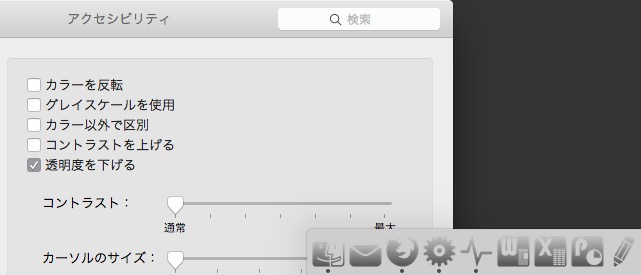 アクセシビリティ
検索
カラーを反転
グレイスケールを使用
カラー以外で区別
コントラストを上げる
透明度を下げる
コントラスト：
通常
最大
カーソルのサイズ：
W
X
P